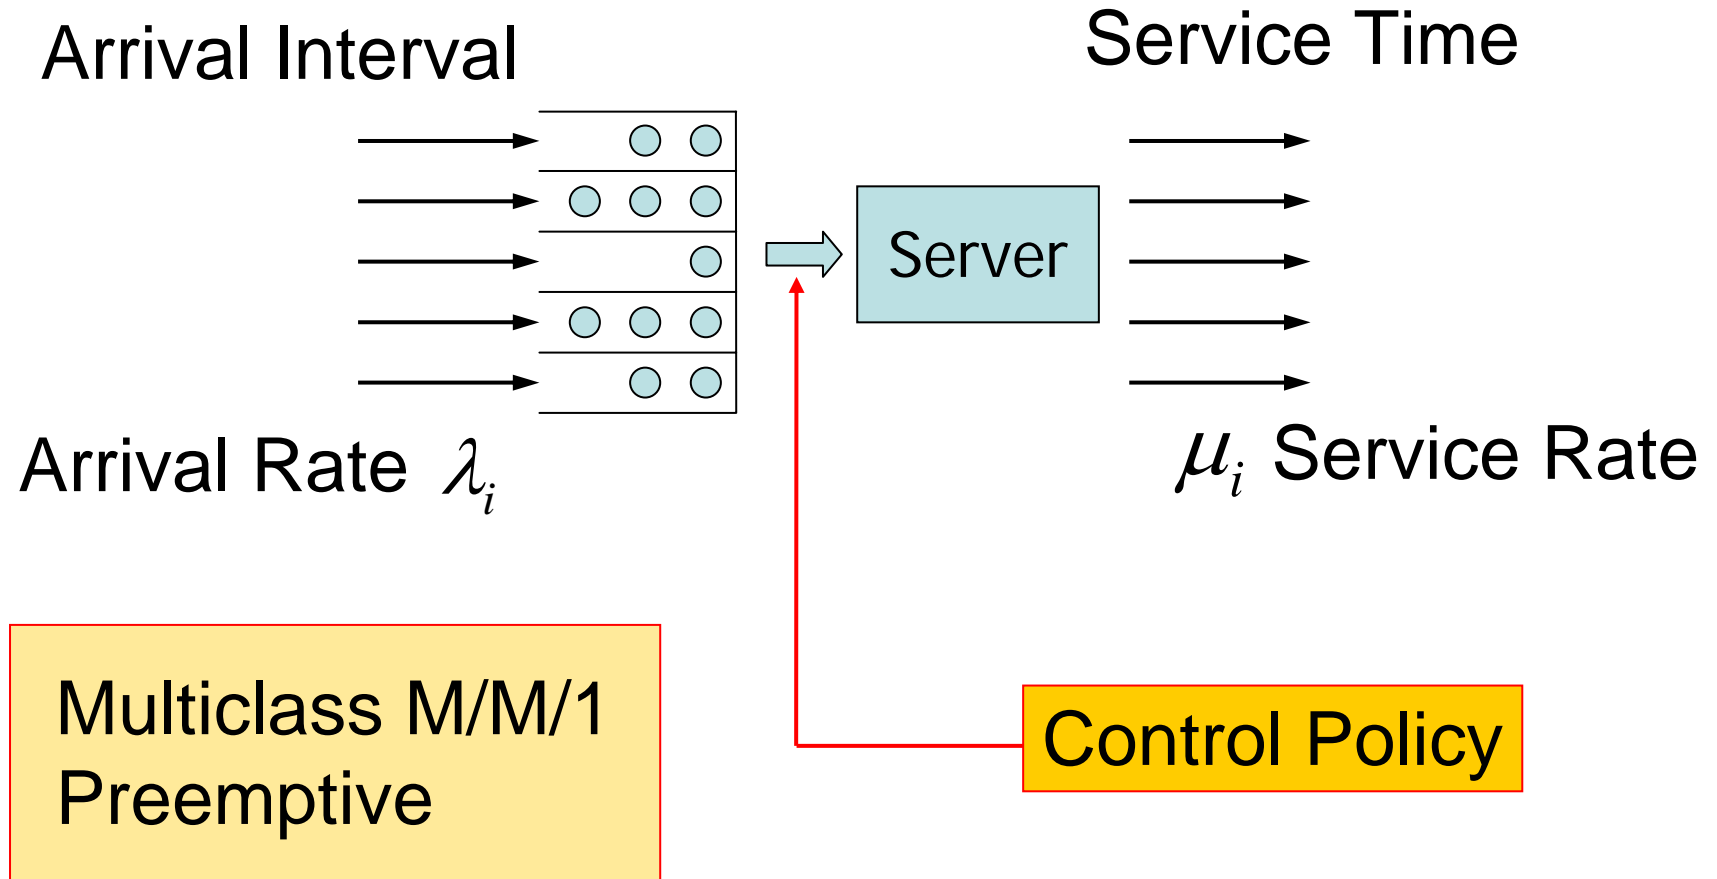 Arrival Interval
Service Time
Server
Arrival Rate λᵢ
μᵢ Service Rate
Multiclass M/M/1
Preemptive
Control Policy